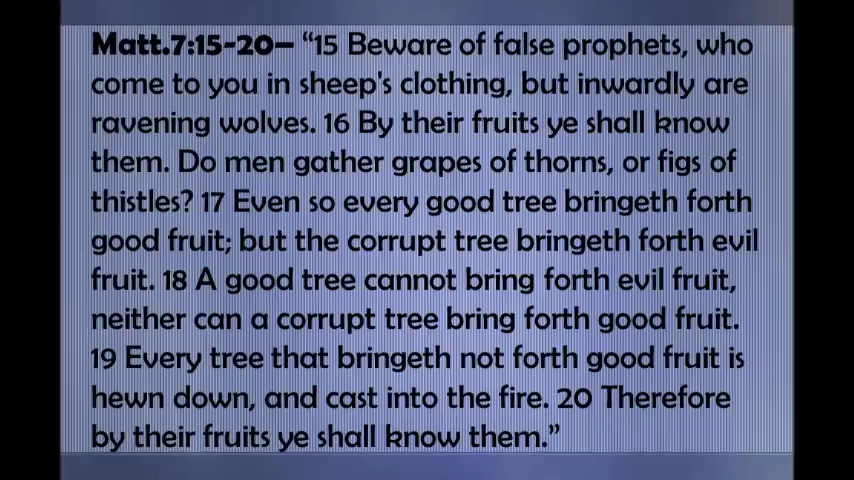 Matt.7:15-20– “15 Beware of false prophets, who
come to you in sheep's clothing, but inwardly are
ravening wolves. 16 By their fruits ye shall know
them. Do men gather grapes of thorns, or figs of
thistles? 17 Even so every good tree bringeth forth
good fruit; but the corrupt tree bringeth forth evil
fruit. 18 A good tree cannot bring forth evil fruit,
neither can a corrupt tree bring forth good fruit.
19 Every tree that bringeth not forth good fruit is
hewn down, and cast into the fire. 20 Therefore
by their fruits ye shall know them.”